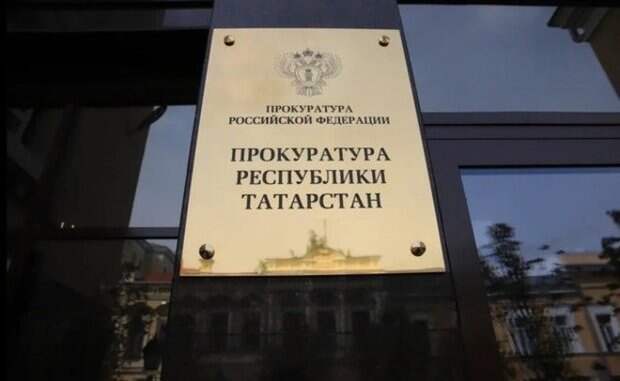 ПРОКУРАТУРА
РОССИЙСКОЙ ФЕДЕРАЦИИ
ПРОКУРАТУРА
РЕСПУБЛИКИ
ТАТАРСТАН